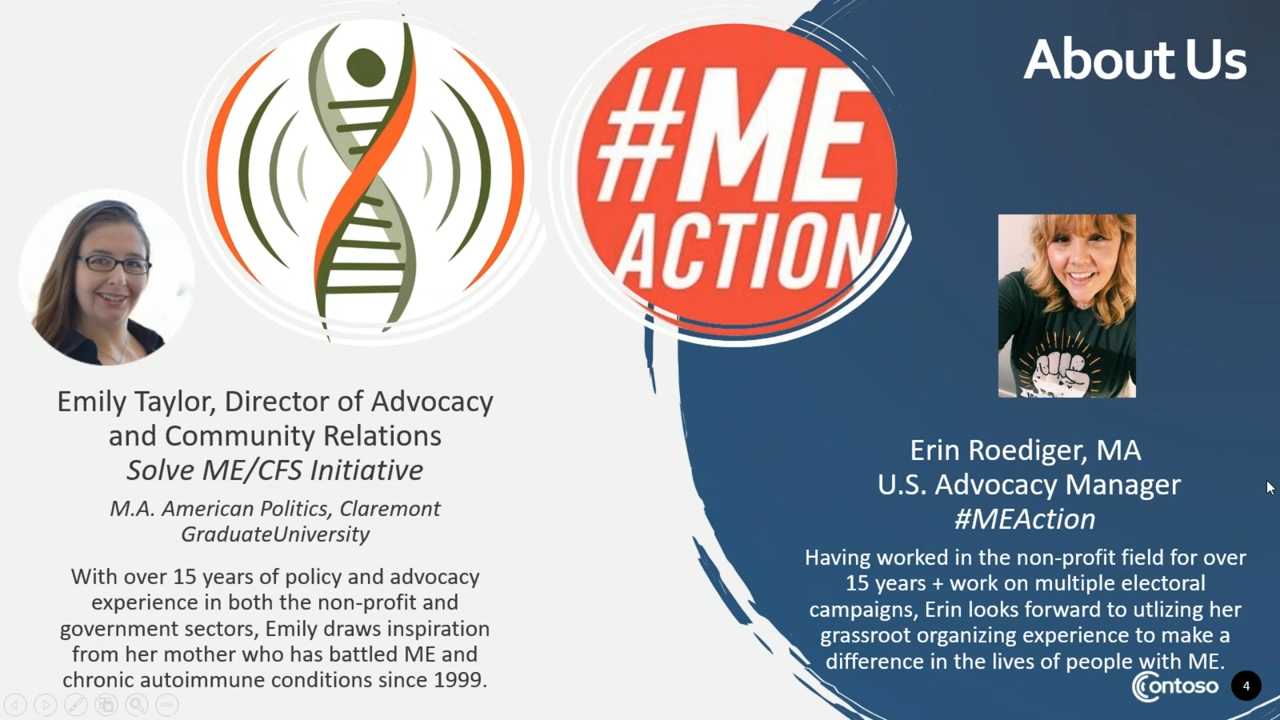 About Us
#ME
ACTION
Emily Taylor, Director of Advocacy
and Community Relations
Solve ME/CFS Initiative
M.A. American Politics, Claremont
GraduateUniversity
With over 15 years of policy and advocacy
experience in both the non-profit and
government sectors, Emily draws inspiration
from her mother who has battled ME and
chronic autoimmune conditions since 1999.
Erin Roediger, MA
U.S. Advocacy Manager
#MEAction
Having worked in the non-profit field for over
15 years + work on multiple electoral
campaigns, Erin looks forward to utlizing her
grassroot organizing experience to make a
difference in the lives of people with ME.
Contoso
4